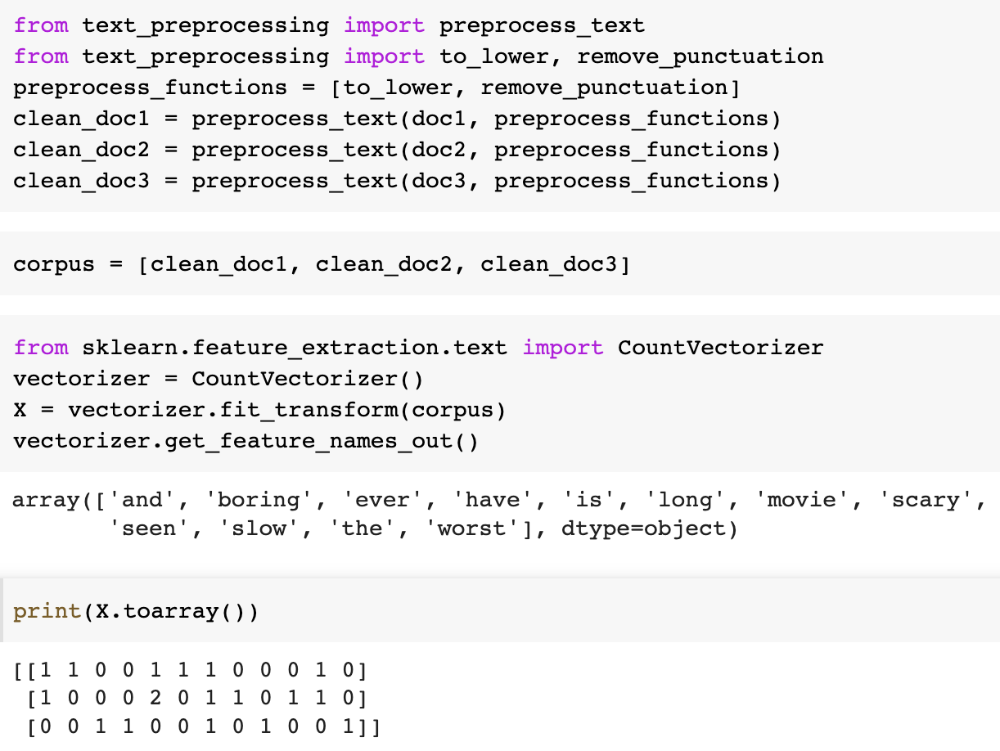 from text_preprocessing import preprocess_text
from text_preprocessing import to_lower, remove_punctuation
preprocess_functions = [to_lower, remove_punctuation]
clean_doc1 = preprocess_text(doc1, preprocess_functions)
clean_doc2 = preprocess_text(doc2, preprocess_functions)
clean_doc3 = preprocess_text(doc3, preprocess_functions)
corpus = [clean_doc1, clean_doc2, clean_doc3]
from sklearn.feature_extraction.text import CountVectorizer
vectorizer = CountVectorizer()
X = vectorizer.fit_transform(corpus)
vectorizer.get_feature_names_out()
array(['and', 'boring', 'ever', 'have', 'is', 'long', 'movie', 'scary',
       'seen', 'slow', 'the', 'worst'], dtype=object)
print(X.toarray())
[[1 1 0 0 1 1 1 0 0 0 1 0]
 [1 0 0 0 2 0 1 1 0 1 1 0]
 [0 0 1 1 0 0 1 0 1 0 0 1]]